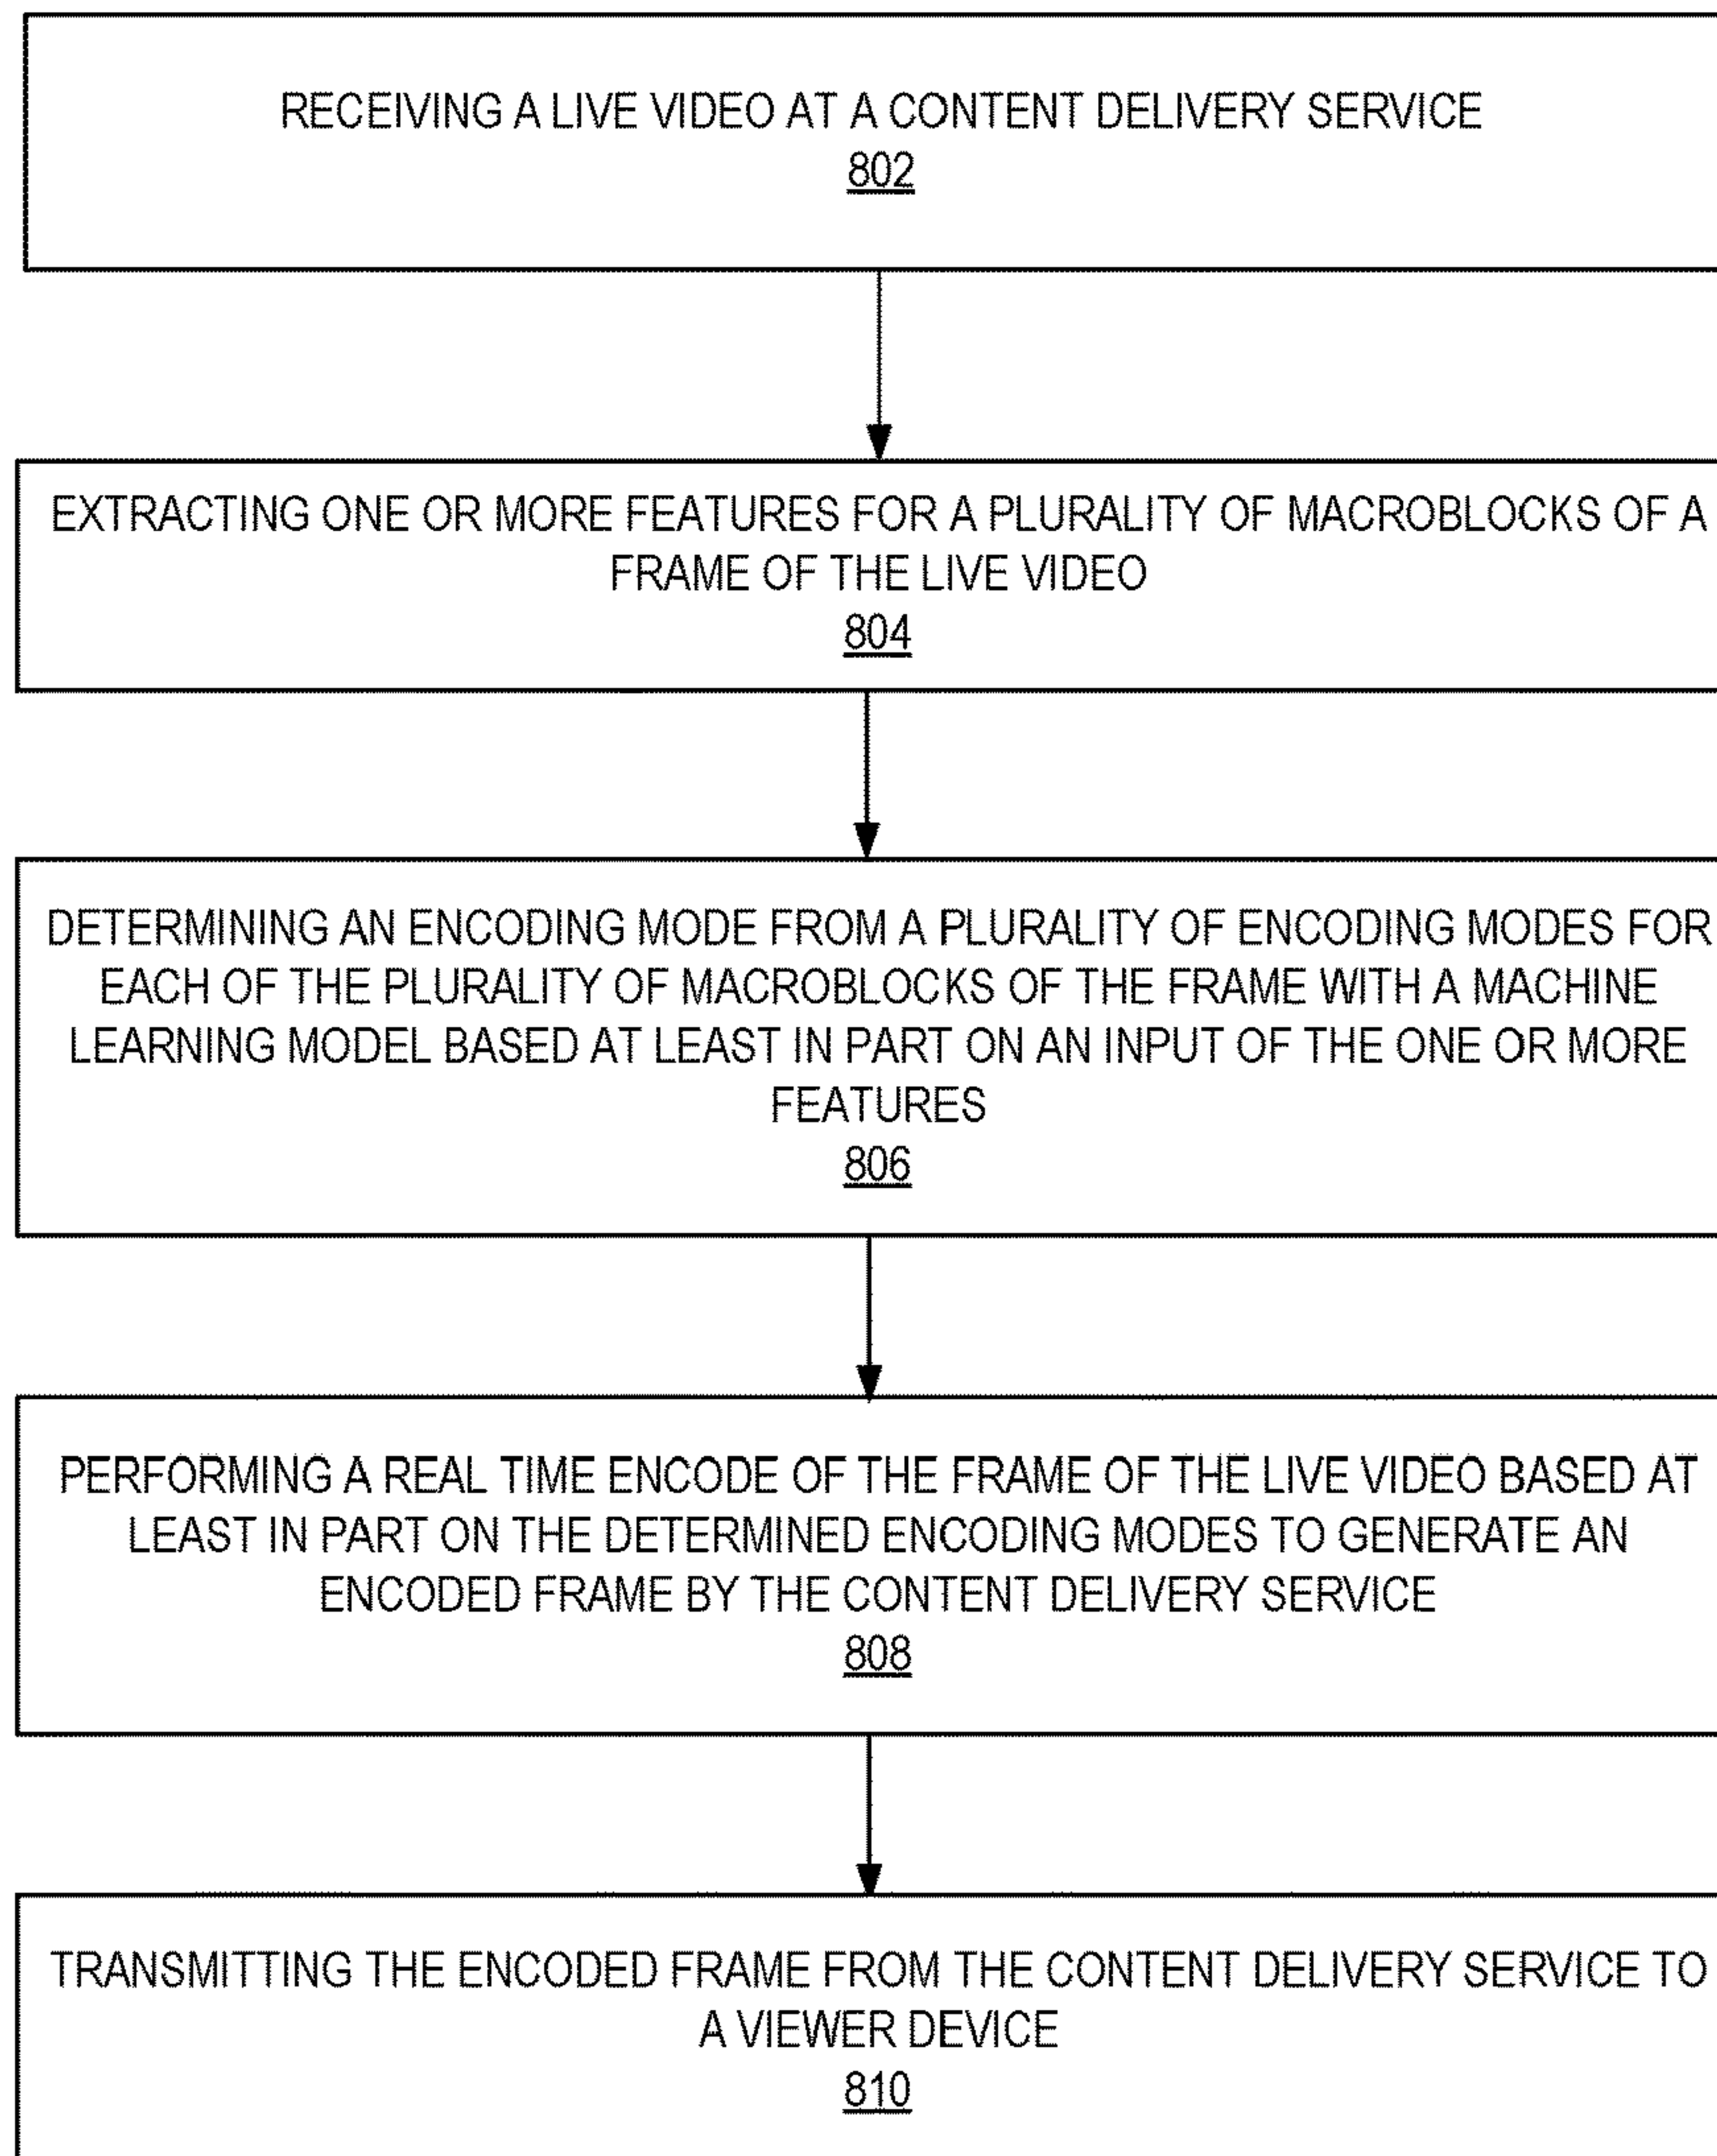 RECEIVING A LIVE VIDEO AT A CONTENT DELIVERY SERVICE
802
EXTRACTING ONE OR MORE FEATURES FOR A PLURALITY OF MACROBLOCKS OF A
FRAME OF THE LIVE VIDEO
804
DETERMINING AN ENCODING MODE FROM A PLURALITY OF ENCODING MODES FOR
EACH OF THE PLURALITY OF MACROBLOCKS OF THE FRAME WITH A MACHINE
LEARNING MODEL BASED AT LEAST IN PART ON AN INPUT OF THE ONE OR MORE
FEATURES
806
PERFORMING A REAL TIME ENCODE OF THE FRAME OF THE LIVE VIDEO BASED AT
LEAST IN PART ON THE DETERMINED ENCODING MODES TO GENERATE AN
ENCODED FRAME BY THE CONTENT DELIVERY SERVICE
808
TRANSMITTING THE ENCODED FRAME FROM THE CONTENT DELIVERY SERVICE TO
A VIEWER DEVICE
810